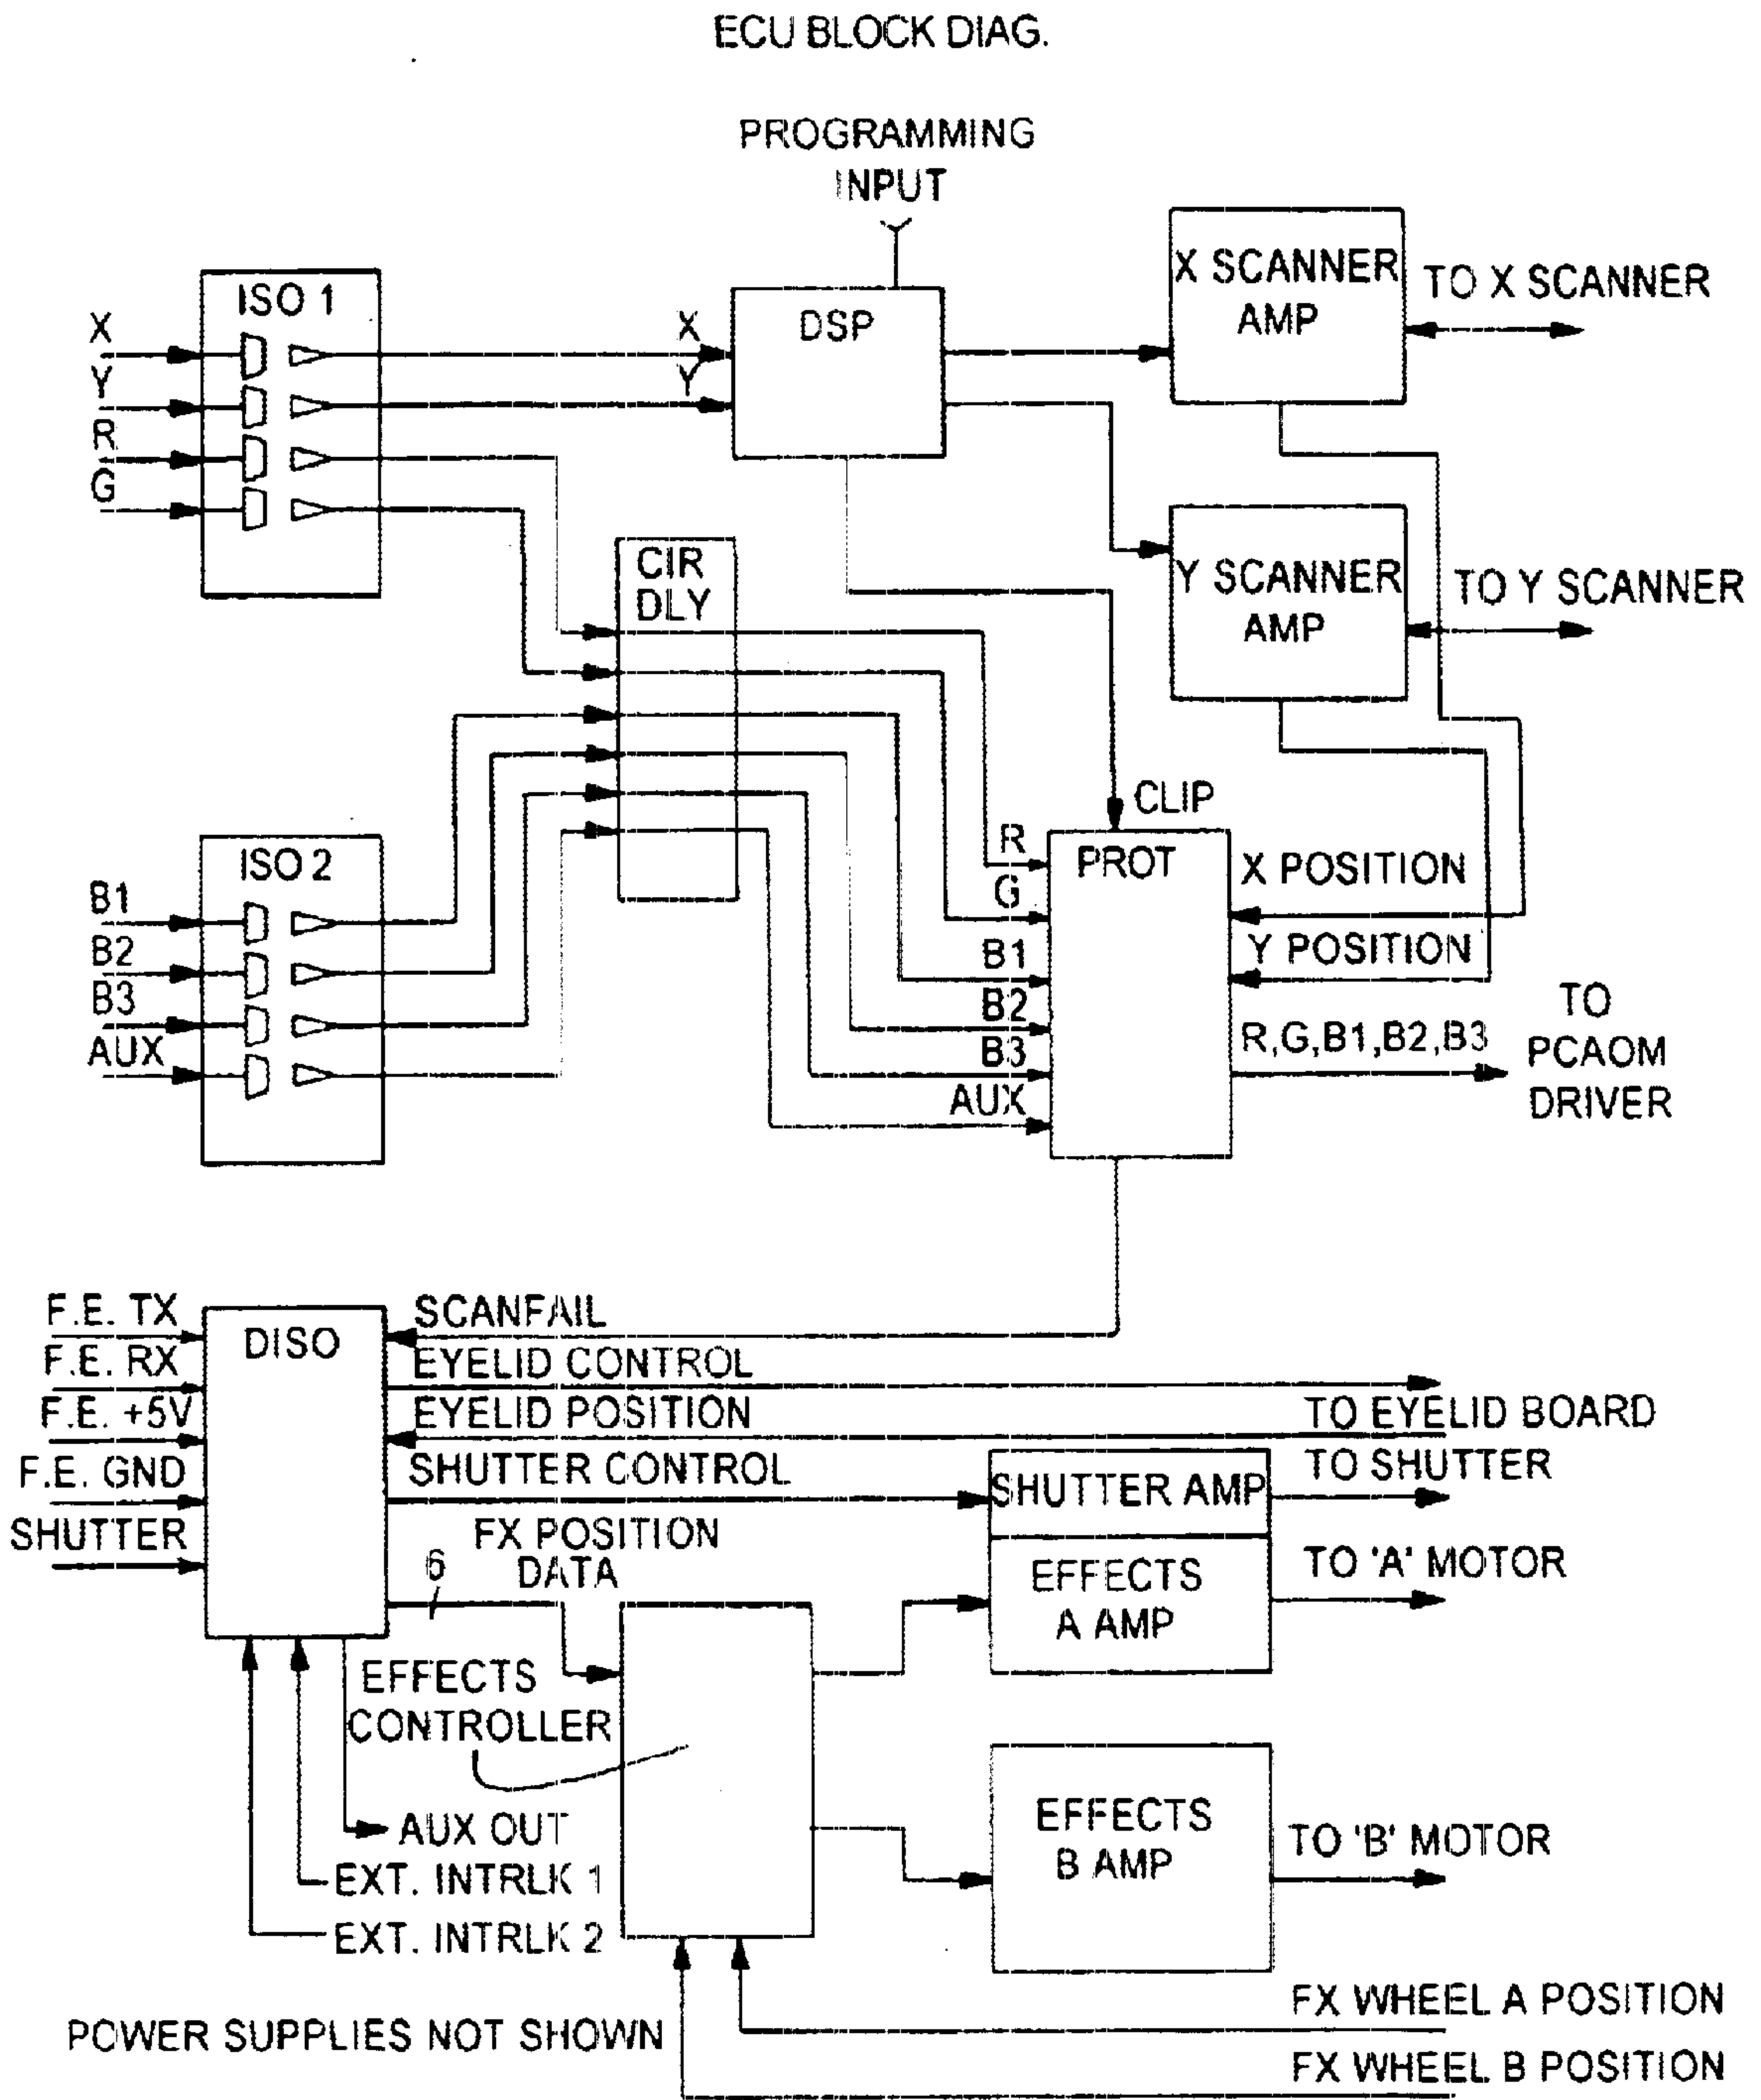 ECU BLOCK DIAG.
PROGRAMMING
INPUT
X SCANNER
AMP
TO X SCANNER
ISO 1
X
Y
R
G
X
Y
DSP
CIR
DLY
Y SCANNER
AMP
TO Y SCANNER
CLIP
ISO 2
B1
B2
B3
AUX
R
G
B1
B2
B3
AUX
PROT
X POSITION
Y POSITION
R,G,B1,B2,B3
TO
PCAOM
DRIVER
F.E. TX
F.E. RX
F.E. +5V
F.E. GND
SHUTTER
DISO
SCANFAIL
EYELID CONTROL
EYELID POSITION
TO EYELID BOARD
SHUTTER CONTROL
SHUTTER AMP
TO SHUTTER
FX POSITION
DATA
6
EFFECTS
A AMP
TO 'A' MOTOR
EFFECTS
CONTROLLER
EFFECTS
B AMP
TO 'B' MOTOR
AUX OUT
EXT. INTRLK 1
EXT. INTRLK 2
FX WHEEL A POSITION
POWER SUPPLIES NOT SHOWN
FX WHEEL B POSITION